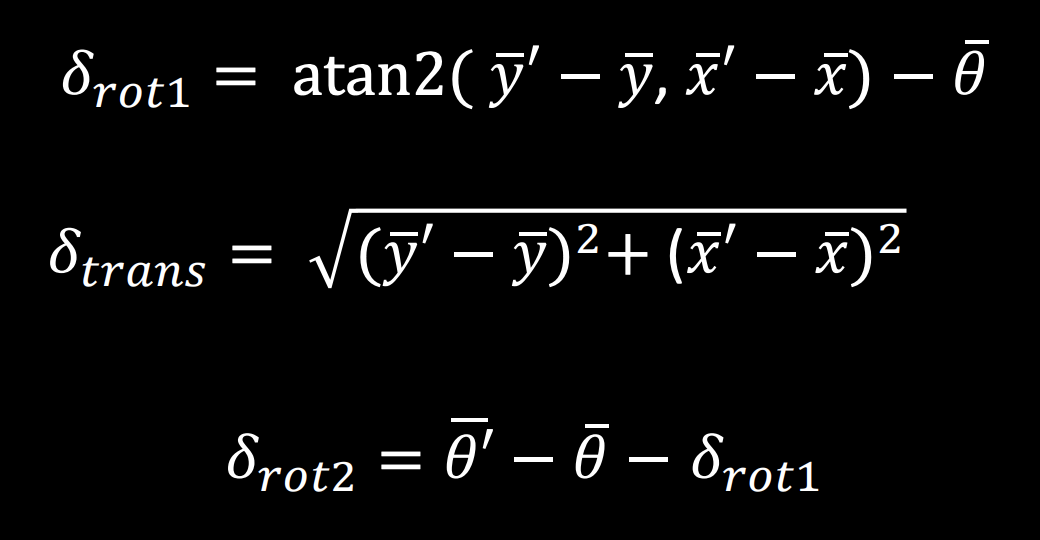 δ_rot1 = atan2( y̅′ − y̅, x̅′ − x̅) − θ̅
δ_trans = √((y̅′ − y̅)² + (x̅′ − x̅)²)
δ_rot2 = θ̅′ − θ̅ − δ_rot1